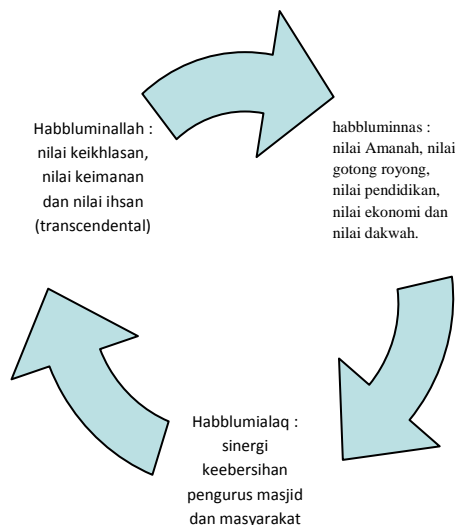 Habbluminallah :
nilai keikhlasan,
nilai keimanan
dan nilai ihsan
(transcendental)
habbluminnas :
nilai Amanah, nilai
gotong royong,
nilai pendidikan,
nilai ekonomi dan
nilai dakwah.
Habblumialaq :
sinergi
keebersihan
pengurus masjid
dan masyarakat